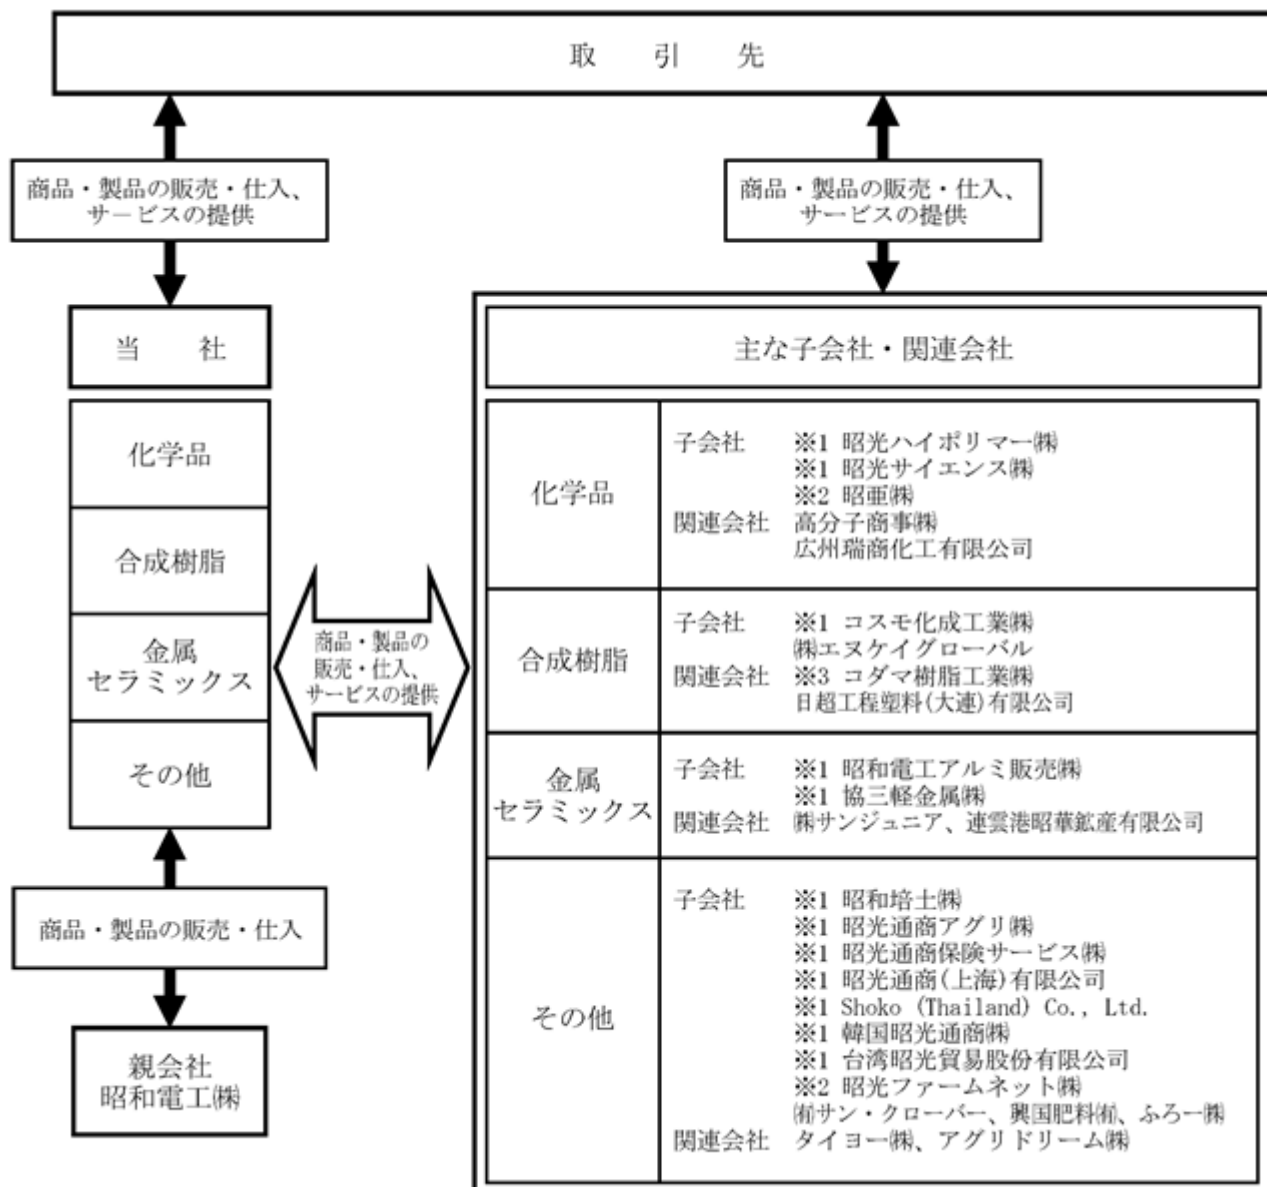 取　引　先
商品・製品の販売・仕入、
サービスの提供
商品・製品の販売・仕入、
サービスの提供
当　社
化学品
合成樹脂
金属
セラミックス
その他
商品・製品の
販売・仕入、
サービスの提供
商品・製品の販売・仕入
親会社
昭和電工㈱
主な子会社・関連会社
化学品
子会社　※1 昭光ハイポリマー㈱
※1 昭光サイエンス㈱
※2 昭亜㈱
関連会社　高分子商事㈱
広州瑞商化工有限公司
合成樹脂
子会社　※1 コスモ化成工業㈱
㈱エヌケイグローバル
関連会社　※3 コダマ樹脂工業㈱
日超工程塑料(大連)有限公司
金属
セラミックス
子会社　※1 昭和電工アルミ販売㈱
※1 協三軽金属㈱
関連会社　㈱サンジュニア、連雲港昭華鉱産有限公司
その他
子会社　※1 昭和培土㈱
※1 昭光通商アグリ㈱
※1 昭光通商保険サービス㈱
※1 昭光通商(上海)有限公司
※1 Shoko (Thailand) Co., Ltd.
※1 韓国昭光通商㈱
※1 台湾昭光貿易股份有限公司
※2 昭光ファームネット㈱
㈲サン・クローバー、興国肥料㈲、ふろー㈱
関連会社　タイヨー㈱、アグリドリーム㈱